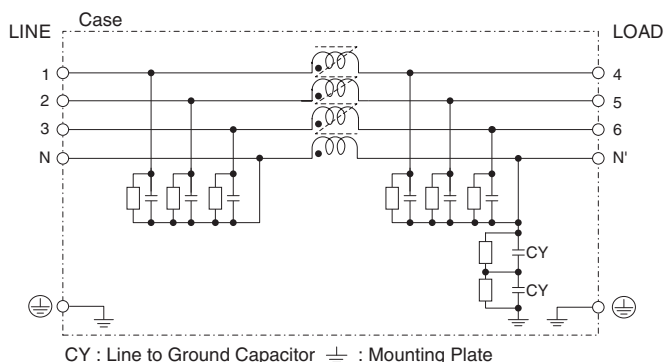 Case
LINE LOAD
1 4
2 5
3 6
N N'
CY
CY
CY : Line to Ground Capacitor : Mounting Plate